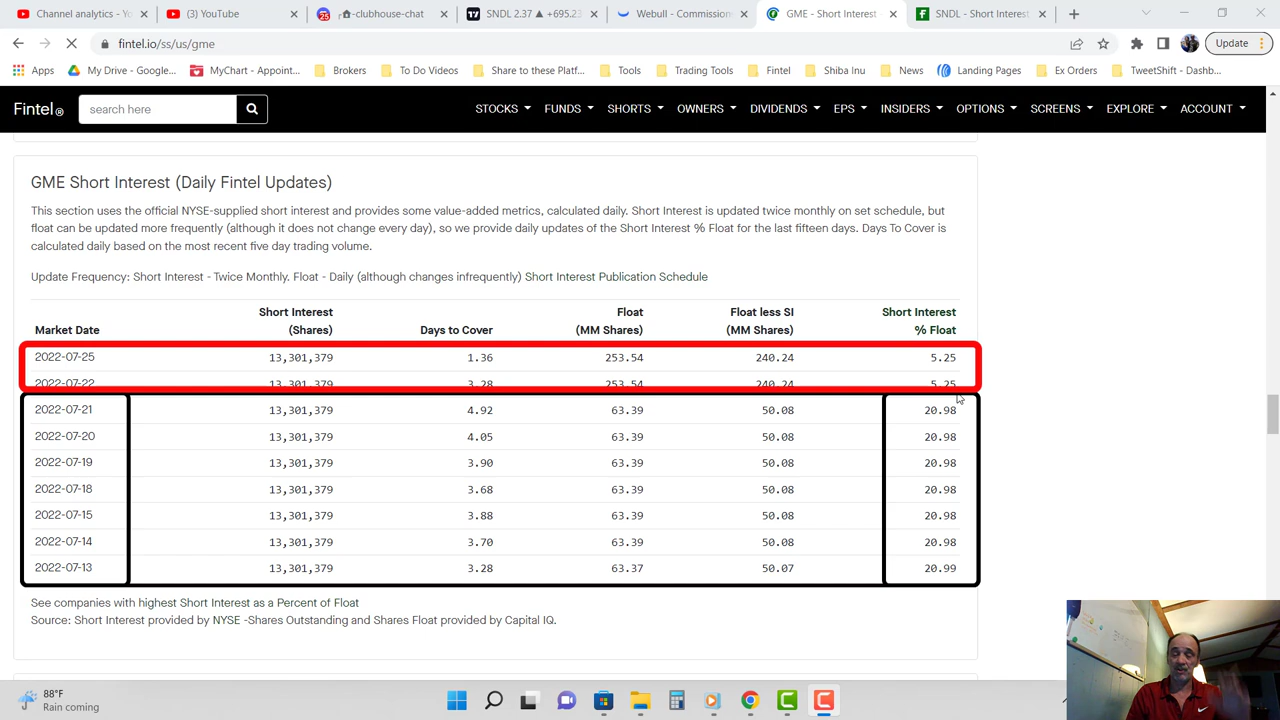 Channel analytics - Yo
(3) YouTube
-clubhouse-chat
SNDL 2.37 ▲ +695.23
Webull - Commission
GME - Short Interest
SNDL - Short Interest
fintel.io/ss/us/gme
Update
Apps
My Drive - Google...
MyChart - Appoint...
Brokers
To Do Videos
Share to these Platf...
Tools
Trading Tools
Fintel
Shiba Inu
News
Landing Pages
Ex Orders
TweetShift - Dashb...
Fintel®
search here
STOCKS
FUNDS
SHORTS
OWNERS
DIVIDENDS
EPS
INSIDERS
OPTIONS
SCREENS
EXPLORE
ACCOUNT
GME Short Interest (Daily Fintel Updates)
This section uses the official NYSE-supplied short interest and provides some value-added metrics, calculated daily. Short Interest is updated twice monthly on set schedule, but
float can be updated more frequently (although it does not change every day), so we provide daily updates of the Short Interest % Float for the last fifteen days. Days To Cover is
calculated daily based on the most recent five day trading volume.
Update Frequency: Short Interest - Twice Monthly. Float - Daily (although changes infrequently) Short Interest Publication Schedule
Short Interest Float Float less SI Short Interest
Market Date (Shares) Days to Cover (MM Shares) (MM Shares) % Float
2022-07-25 13,301,379 1.36 253.54 240.24 5.25
2022-07-22 13,301,379 3.28 253.54 240.24 5.25
2022-07-21 13,301,379 4.92 63.39 50.08 20.98
2022-07-20 13,301,379 4.05 63.39 50.08 20.98
2022-07-19 13,301,379 3.90 63.39 50.08 20.98
2022-07-18 13,301,379 3.68 63.39 50.08 20.98
2022-07-15 13,301,379 3.88 63.39 50.08 20.98
2022-07-14 13,301,379 3.70 63.39 50.08 20.98
2022-07-13 13,301,379 3.28 63.37 50.07 20.99
See companies with highest Short Interest as a Percent of Float
Source: Short Interest provided by NYSE -Shares Outstanding and Shares Float provided by Capital IQ.
88°F
Rain coming